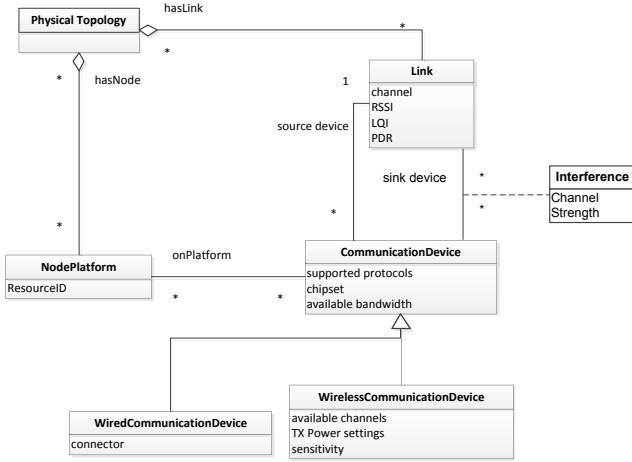 Physical Topology
hasLink
*
*
*
hasNode
Link
channel
RSSI
LQI
PDR
1
source device
sink device
*
*
Interference
Channel
Strength
*
*
NodePlatform
ResourceID
onPlatform
*
*
CommunicationDevice
supported protocols
chipset
available bandwidth
WiredCommunicationDevice
connector
WirelessCommunicationDevice
available channels
TX Power settings
sensitivity